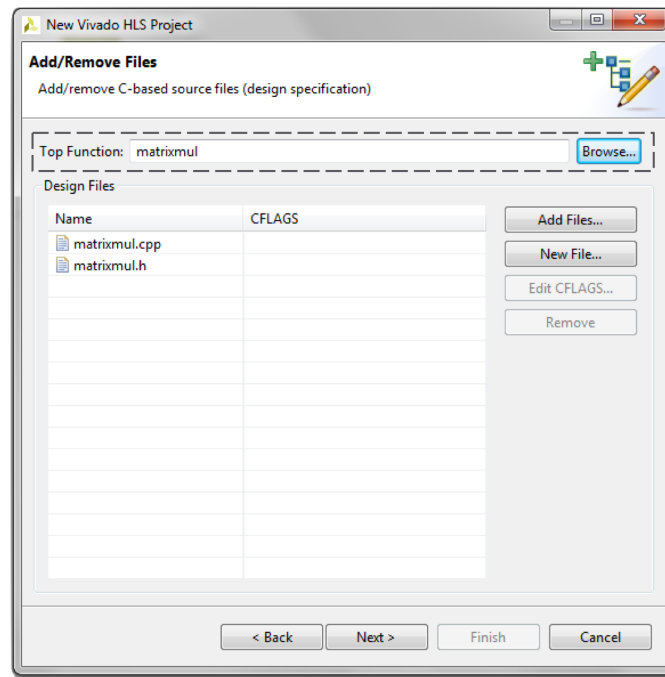 New Vivado HLS Project
Add/Remove Files
Add/remove C-based source files (design specification)
Top Function: matrixmul Browse...
Design Files
Name CFLAGS
matrixmul.cpp
matrixmul.h
Add Files...
New File...
Edit CFLAGS...
Remove
< Back Next > Finish Cancel